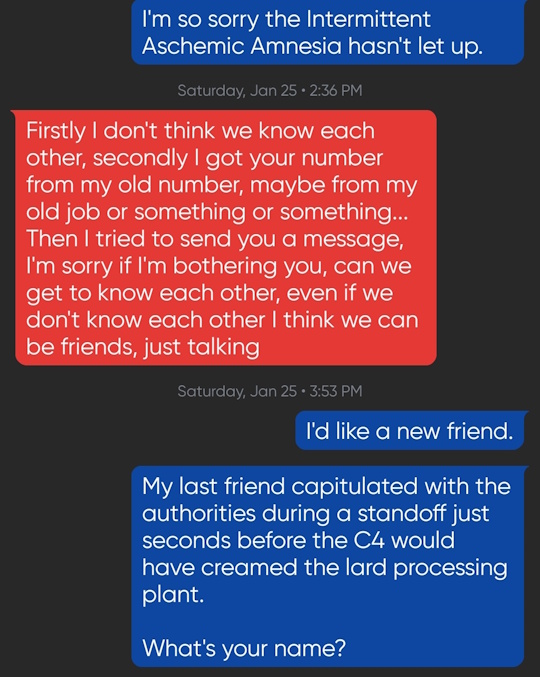 I'm so sorry the Intermittent
Aschemic Amnesia hasn't let up.
Saturday, Jan 25 • 2:36 PM
Firstly I don't think we know each
other, secondly I got your number
from my old number, maybe from my
old job or something or something...
Then I tried to send you a message,
I'm sorry if I'm bothering you, can we
get to know each other, even if we
don't know each other I think we can
be friends, just talking
Saturday, Jan 25 • 3:53 PM
I'd like a new friend.
My last friend capitulated with the
authorities during a standoff just
seconds before the C4 would
have creamed the lard processing
plant.
What's your name?